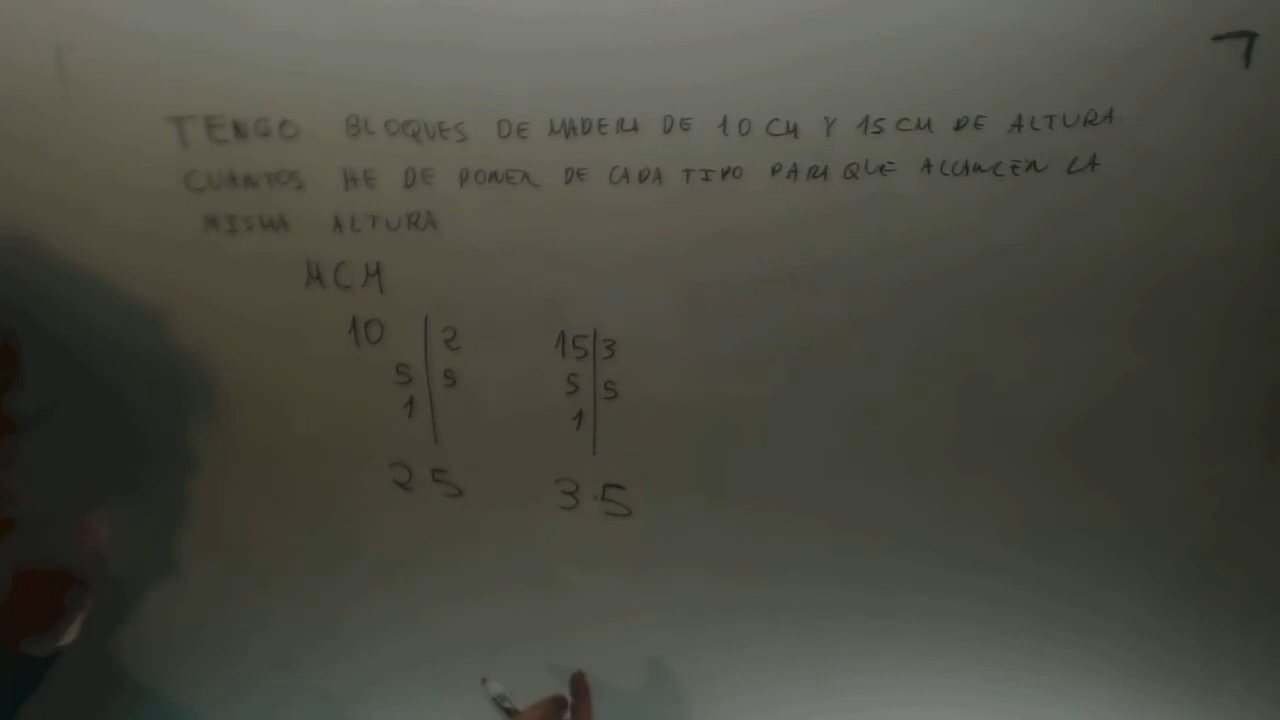 7
TENGO BLOQUES DE MADERA DE 10 CM Y 15 CM DE ALTURA.
CUANTOS HE DE PONER DE CADA TIPO PARA QUE ALCANCEN LA
MISMA ALTURA
MCM
10 | 2 15 | 3
5 | 5 5 | 5
1 | 1 |
2 5 3.5